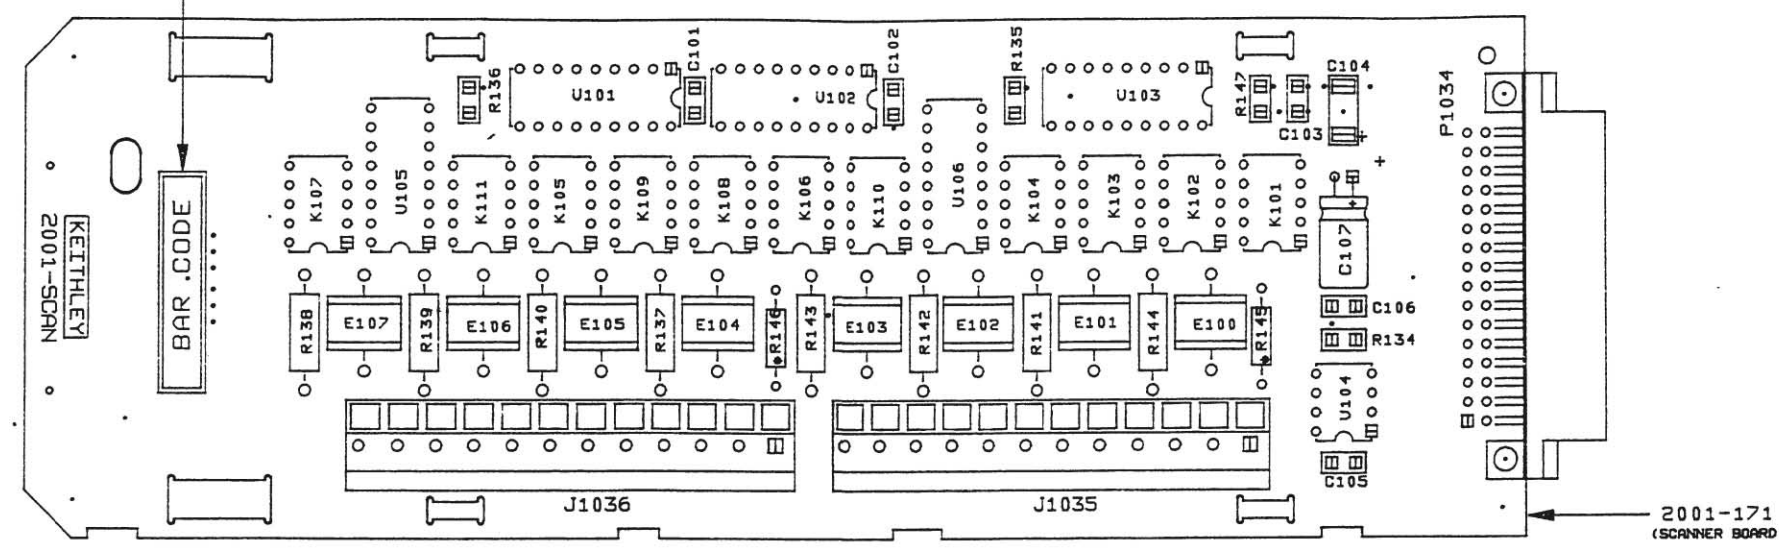 C101
C102
R135
C104
R136
U101
U102
U103
R147
C103
+
P1034
+
K107
U105
K111
K105
K109
K108
K106
K110
U106
K104
K103
K102
K101
+
C107
KEITHLEY
2001-SCAN
BAR .CODE
R138
E107
R139
E106
R140
E105
R137
E104
R146
R143
E103
R142
E102
R141
E101
R144
E100
R145
C106
R134
U104
C105
J1036
J1035
2001-171
(SCANNER BOARD